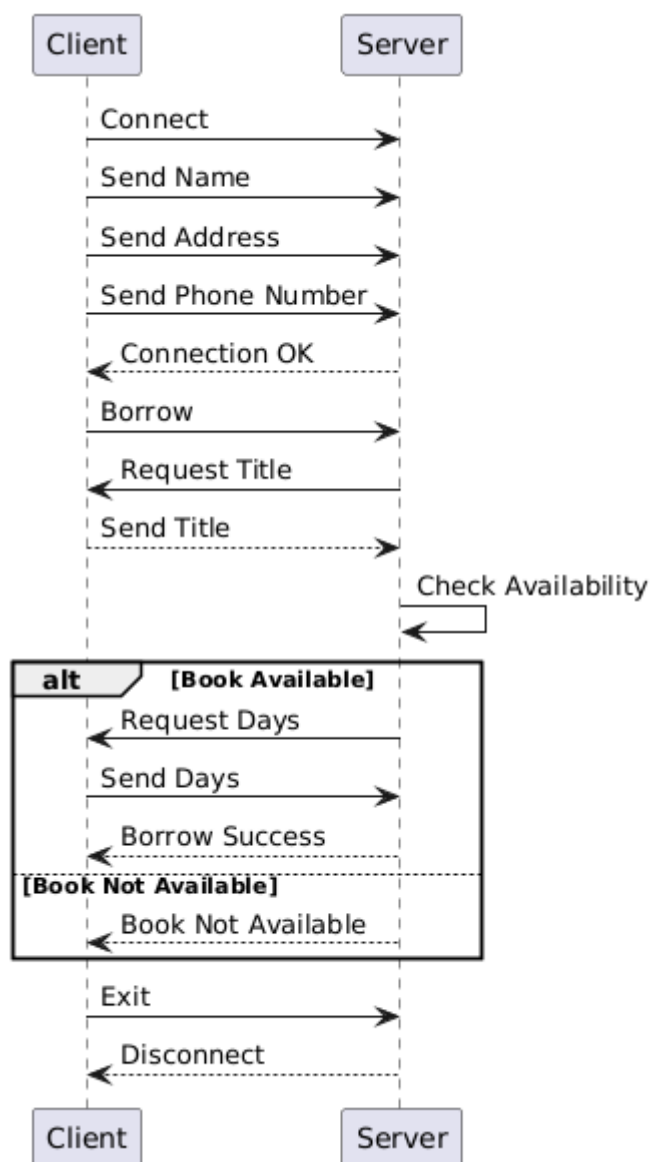 Client Server
Connect
Send Name
Send Address
Send Phone Number
Connection OK
Borrow
Request Title
Send Title
Check Availability
alt [Book Available]
Request Days
Send Days
Borrow Success
[Book Not Available]
Book Not Available
Exit
Disconnect
Client Server